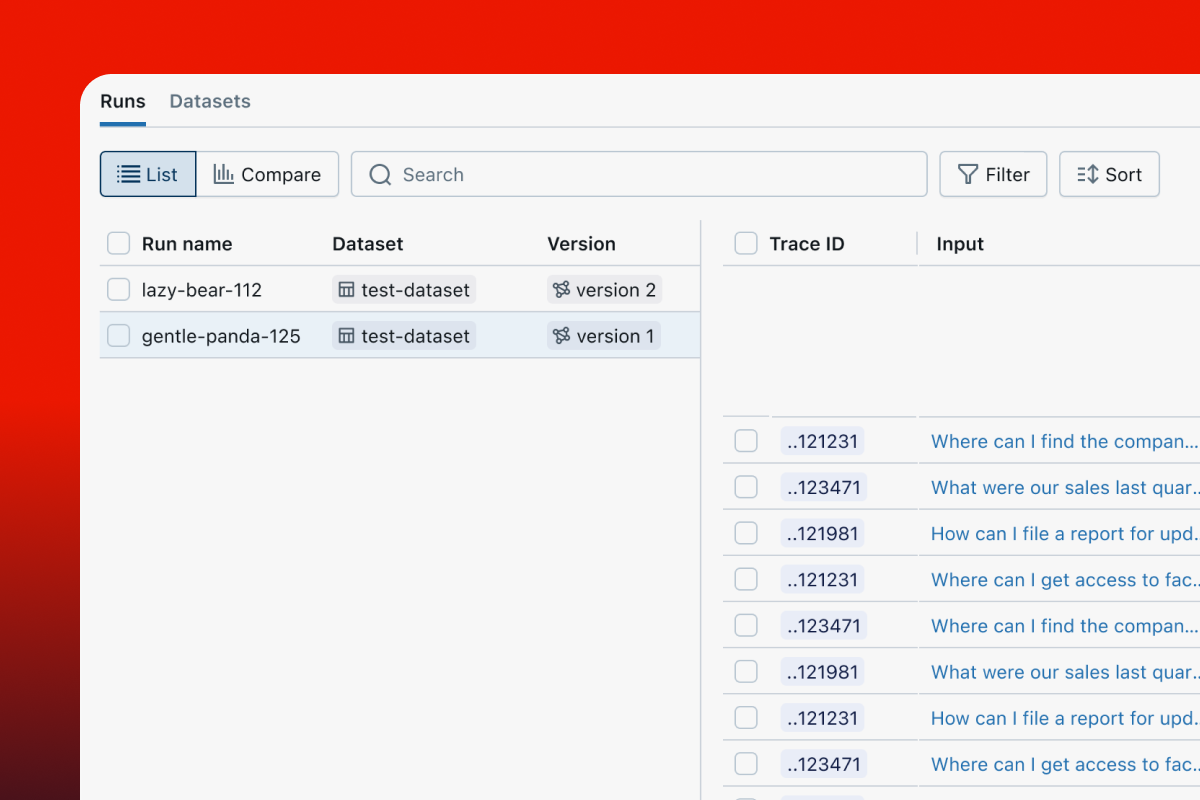 Runs Datasets
List Compare Search Filter Sort
Run name Dataset Version Trace ID Input
lazy-bear-112 test-dataset version 2
gentle-panda-125 test-dataset version 1
..121231 Where can I find the compan...
..123471 What were our sales last quar..
..121981 How can I file a report for upd..
..121231 Where can I get access to fac..
..123471 Where can I find the compan...
..121981 What were our sales last quar..
..121231 How can I file a report for upd..
..123471 Where can I get access to fac..